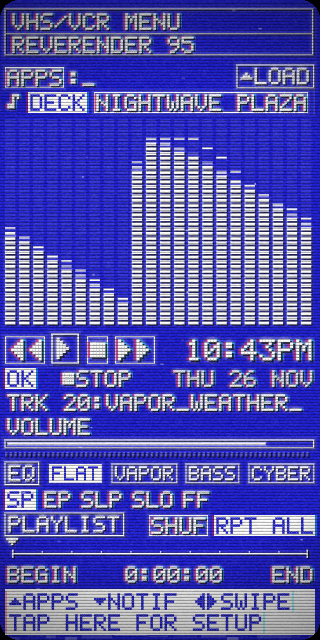 VHS/VCR MENU
REVERENDER 95
APPS:_ ▲LOAD
♪ DECK NIGHTWAVE PLAZA
10:43PM
OK ■STOP THU 26 NOV
TRK 20:VAPOR_WEATHER_
VOLUME
EQ FLAT VAPOR BASS CYBER
SP EP SLP SLO FF
PLAYLIST SHUF RPT ALL
BEGIN 0:00:00 END
▲APPS ▼NOTIF ◀▶SWIPE
TAP HERE FOR SETUP